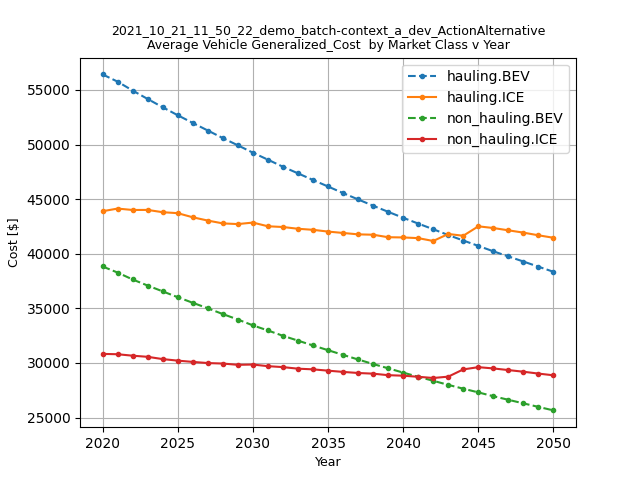 2021_10_21_11_50_22_demo_batch-context_a_dev_ActionAlternative
Average Vehicle Generalized_Cost  by Market Class v Year
hauling.BEV
hauling.ICE
non_hauling.BEV
non_hauling.ICE
Cost [$]
55000
50000
45000
40000
35000
30000
25000
2020 2025 2030 2035 2040 2045 2050
Year